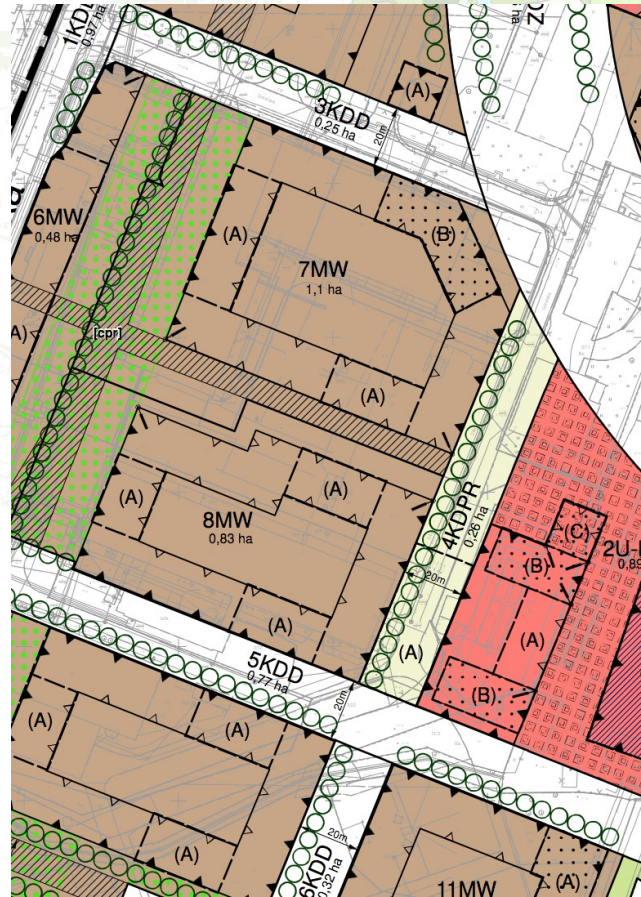 1KDD
0,97 ha
3KDD
0,25 ha
20m
(A)
6MW
0,48 ha
(A)
(B)
7MW
1,1 ha
[cpr]
(A)
(A)
(A)
(A)
8MW
0,83 ha
(A)
4KDPR
0,26 ha
20m
(C)
2U-
0,89
(B)
(A)
(A)
(A)
(B)
5KDD
0,77 ha
20m
(A)
(A)
(A)
20m
6KDD
0,32 ha
(A)
11MW